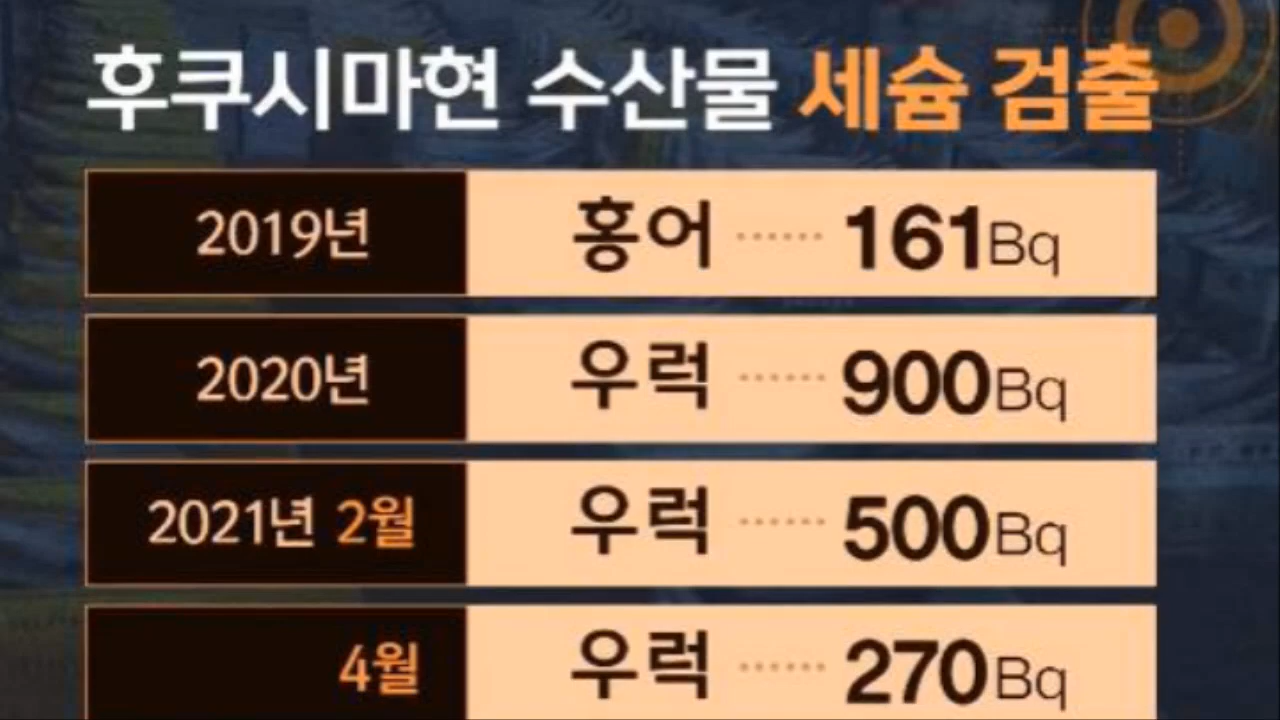 후쿠시마현 수산물 세슘 검출
2019년 홍어 ······ 161Bq
2020년 우럭 ······ 900Bq
2021년 2월 우럭 ······ 500Bq
4월 우럭 ······ 270Bq